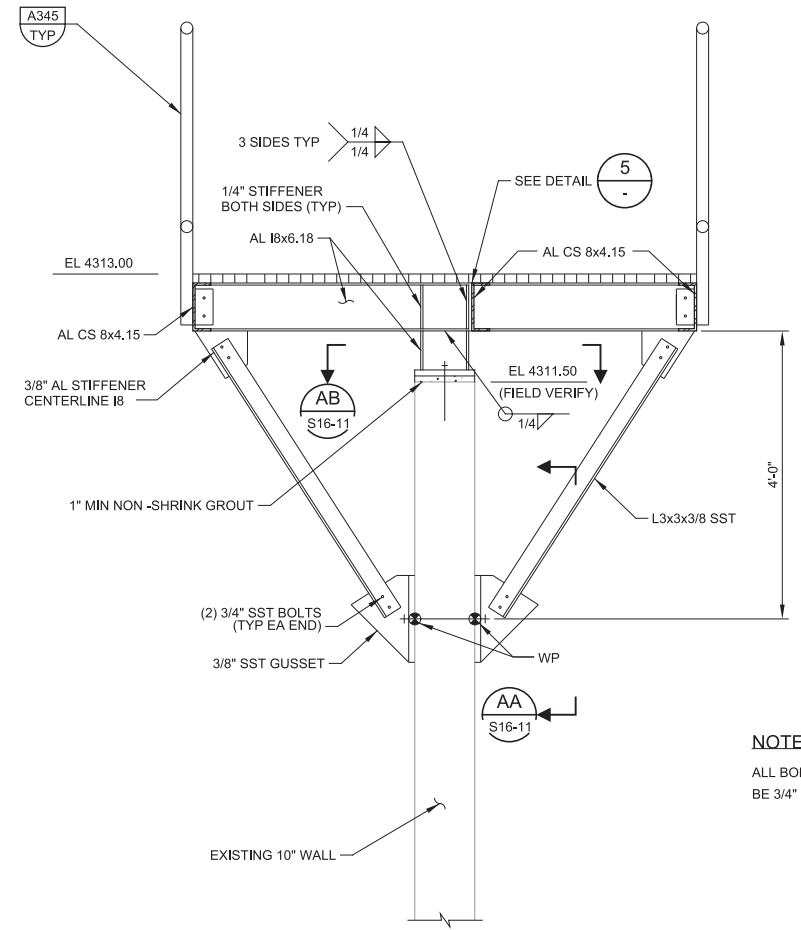 A345
TYP
3 SIDES TYP
1/4
1/4
1/4" STIFFENER
BOTH SIDES (TYP)
SEE DETAIL
5
-
AL I8x6.18
AL CS 8x4.15
EL 4313.00
AL CS 8x4.15
3/8" AL STIFFENER
CENTERLINE I8
AB
S16-11
EL 4311.50
(FIELD VERIFY)
1/4
4'-0"
1" MIN NON -SHRINK GROUT
L3x3x3/8 SST
(2) 3/4" SST BOLTS
(TYP EA END)
3/8" SST GUSSET
WP
AA
S16-11
NOTE
ALL BO
BE 3/4"
EXISTING 10" WALL